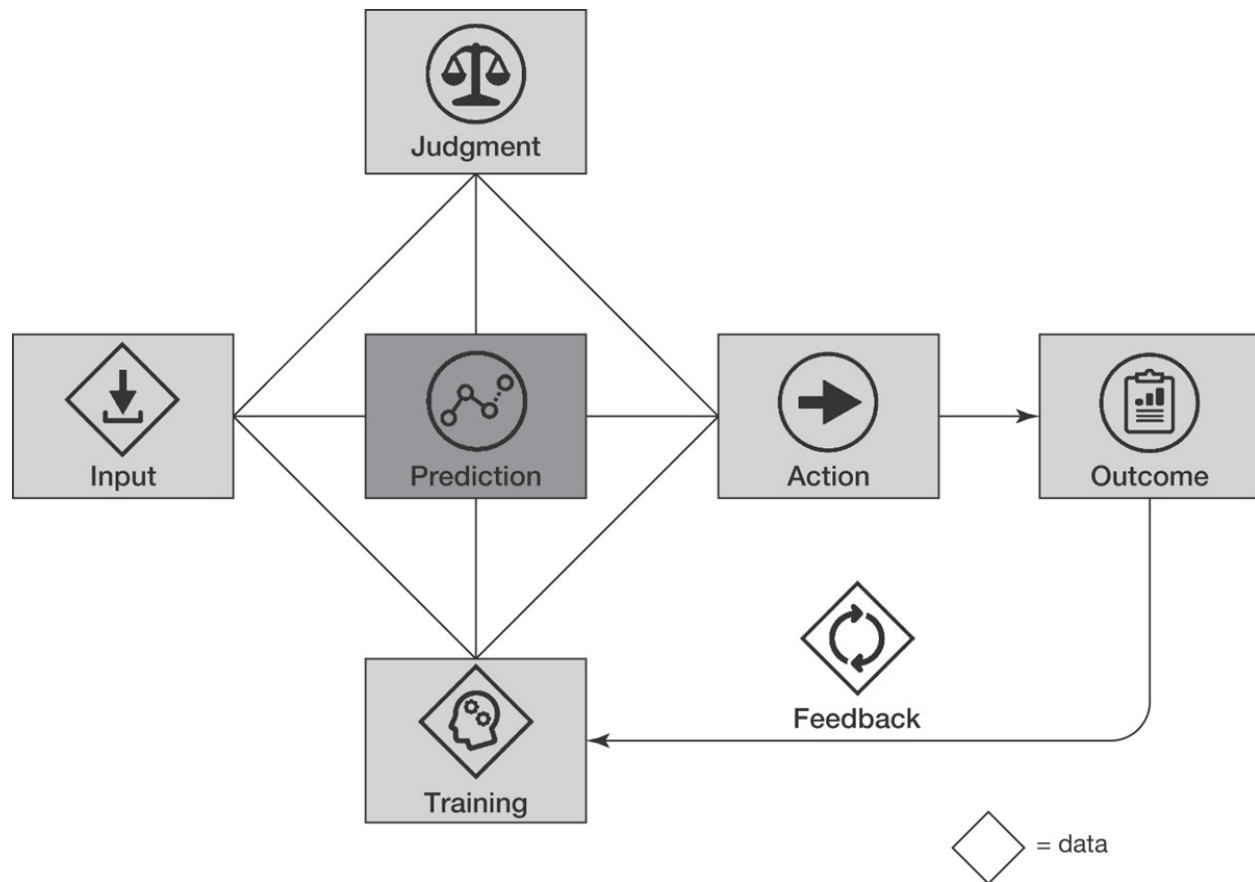 Judgment
Input
Prediction
Action
Outcome
Feedback
Training
= data